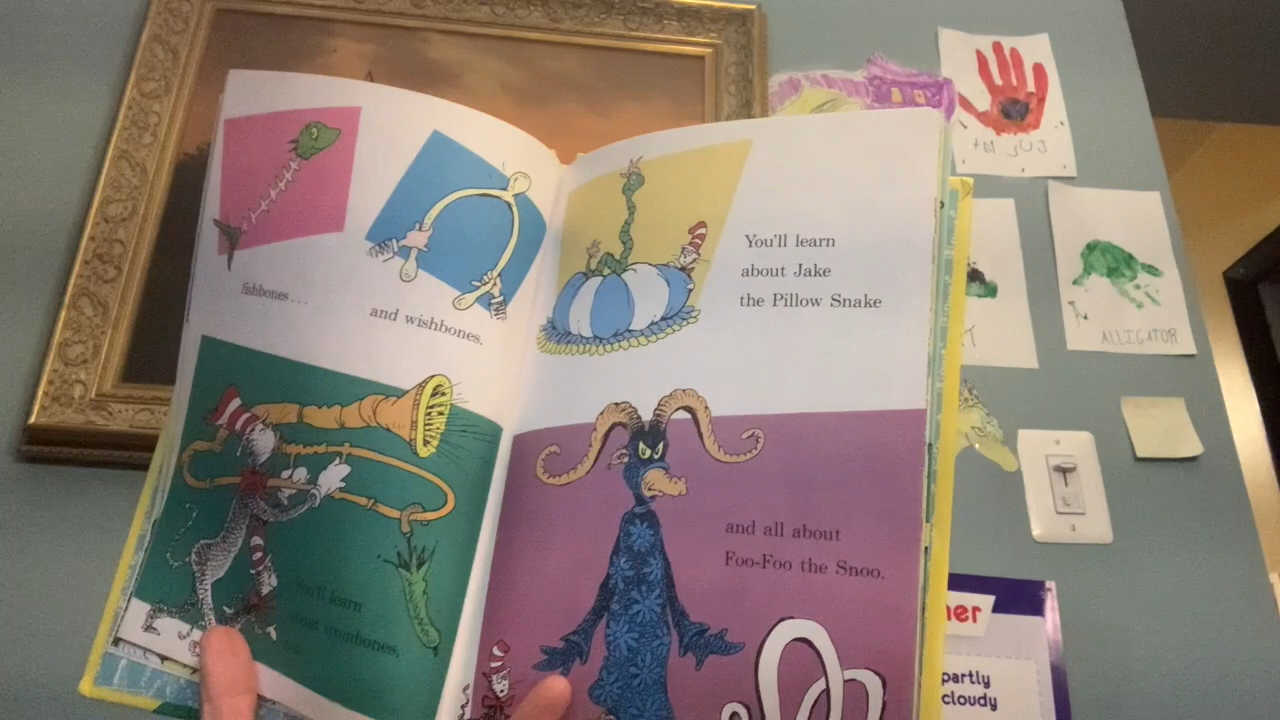 fishbones . . .
and wishbones.
You'll learn
about trombones,
too.
You'll learn
about Jake
the Pillow Snake
and all about
Foo-Foo the Snoo.
ALLIGATOR
partly
cloudy